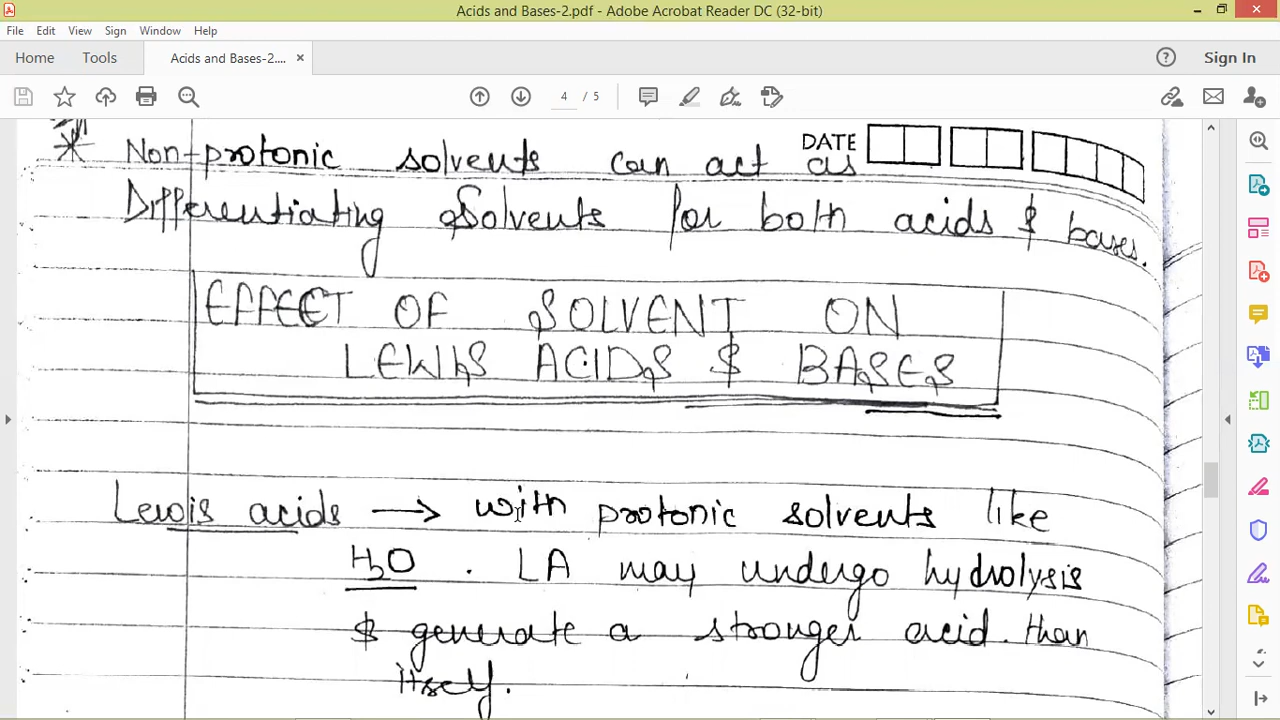 Acids and Bases-2.pdf - Adobe Acrobat Reader DC (32-bit)
File Edit View Sign Window Help
Home Tools Acids and Bases-2.... × Sign In
4 / 5
DATE
Non-protonic solvents can act as
Differentiating Solvents for both acids & bases.
EFFECT OF SOLVENT ON
LEWIS ACIDS & BASES
Lewis acids → with protonic solvents like
H2O. LA may undergo hydrolysis
& generate a stronger acid than
itself.